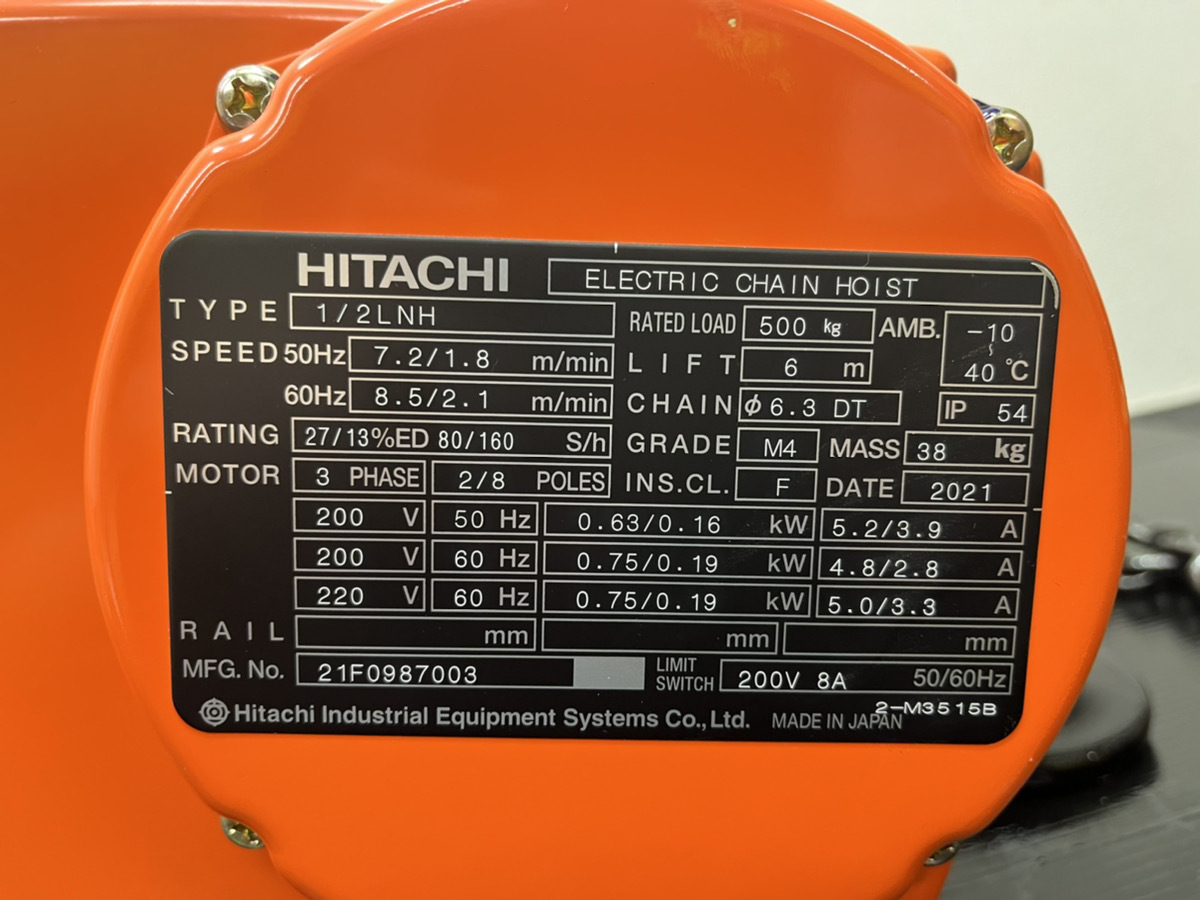 HITACHI ELECTRIC CHAIN HOIST
TYPE 1/2LNH RATED LOAD 500 kg AMB. -10 ~ 40 ℃
SPEED 50Hz 7.2/1.8 m/min LIFT 6 m
60Hz 8.5/2.1 m/min CHAIN φ6.3 DT IP 54
RATING 27/13%ED 80/160 S/h GRADE M4 MASS 38 kg
MOTOR 3 PHASE 2/8 POLES INS.CL. F DATE 2021
200 V 50 Hz 0.63/0.16 kW 5.2/3.9 A
200 V 60 Hz 0.75/0.19 kW 4.8/2.8 A
220 V 60 Hz 0.75/0.19 kW 5.0/3.3 A
RAIL mm mm mm
MFG. No. 21F0987003 LIMIT SWITCH 200V 8A 50/60Hz
Hitachi Industrial Equipment Systems Co., Ltd. MADE IN JAPAN 2-M3515B